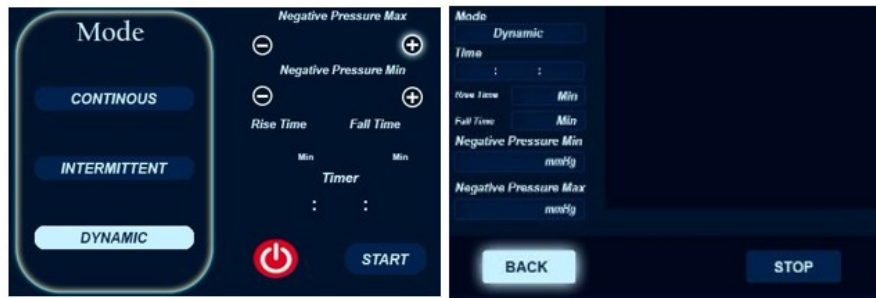 Mode
CONTINOUS
INTERMITTENT
DYNAMIC
Negative Pressure Max
Negative Pressure Min
Rise Time Fall Time
Min Min
Timer
: :
START
Mode
Dynamic
Time
: :
Rise Time Min
Fall Time Min
Negative Pressure Min
mmHg
Negative Pressure Max
mmHg
BACK STOP